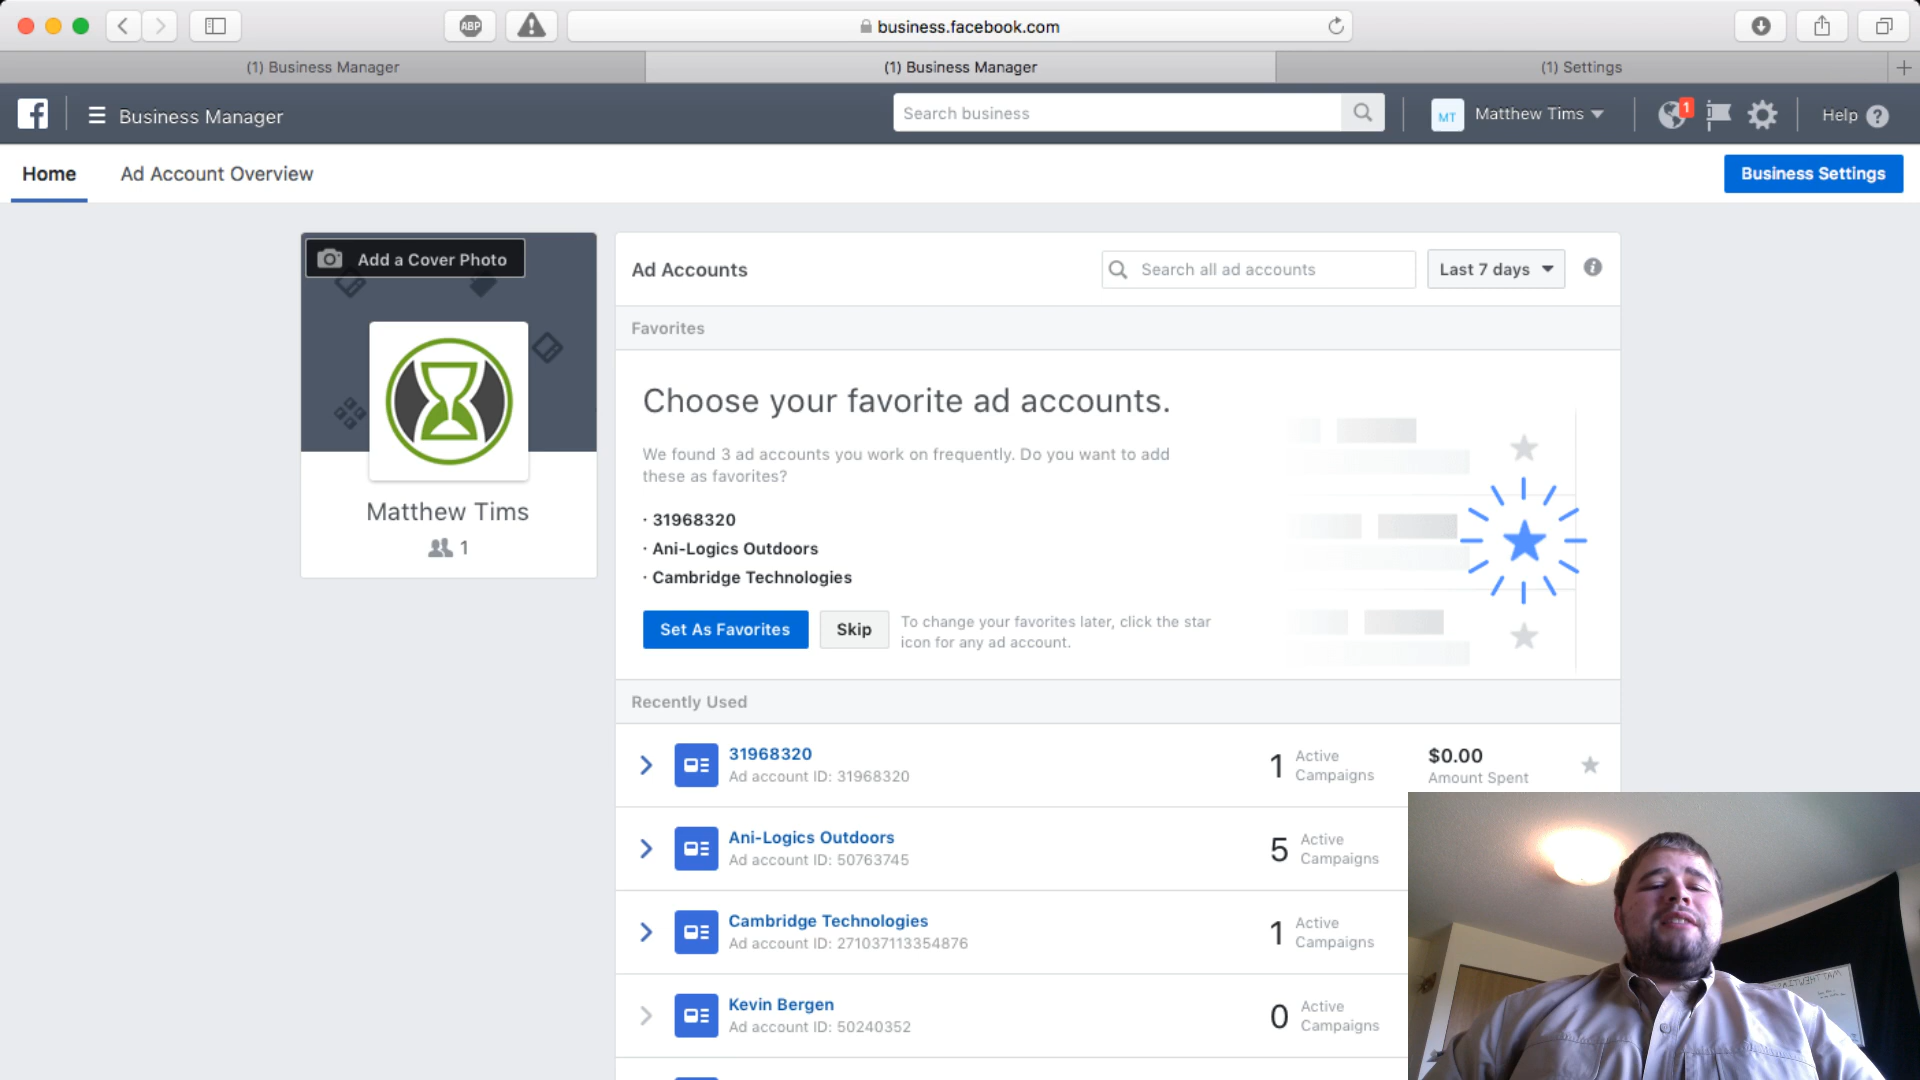 ABP
business.facebook.com
(1) Business Manager
(1) Business Manager
(1) Settings
Business Manager
Search business
MT
Matthew Tims
1
Help
Home
Ad Account Overview
Business Settings
Add a Cover Photo
Matthew Tims
1
Ad Accounts
Search all ad accounts
Last 7 days
Favorites
Choose your favorite ad accounts.
We found 3 ad accounts you work on frequently. Do you want to add
these as favorites?
· 31968320
· Ani-Logics Outdoors
· Cambridge Technologies
Set As Favorites
Skip
To change your favorites later, click the star
icon for any ad account.
Recently Used
31968320
Ad account ID: 31968320
1 Active
Campaigns
$0.00
Amount Spent
Ani-Logics Outdoors
Ad account ID: 50763745
5 Active
Campaigns
Cambridge Technologies
Ad account ID: 271037113354876
1 Active
Campaigns
Kevin Bergen
Ad account ID: 50240352
0 Active
Campaigns